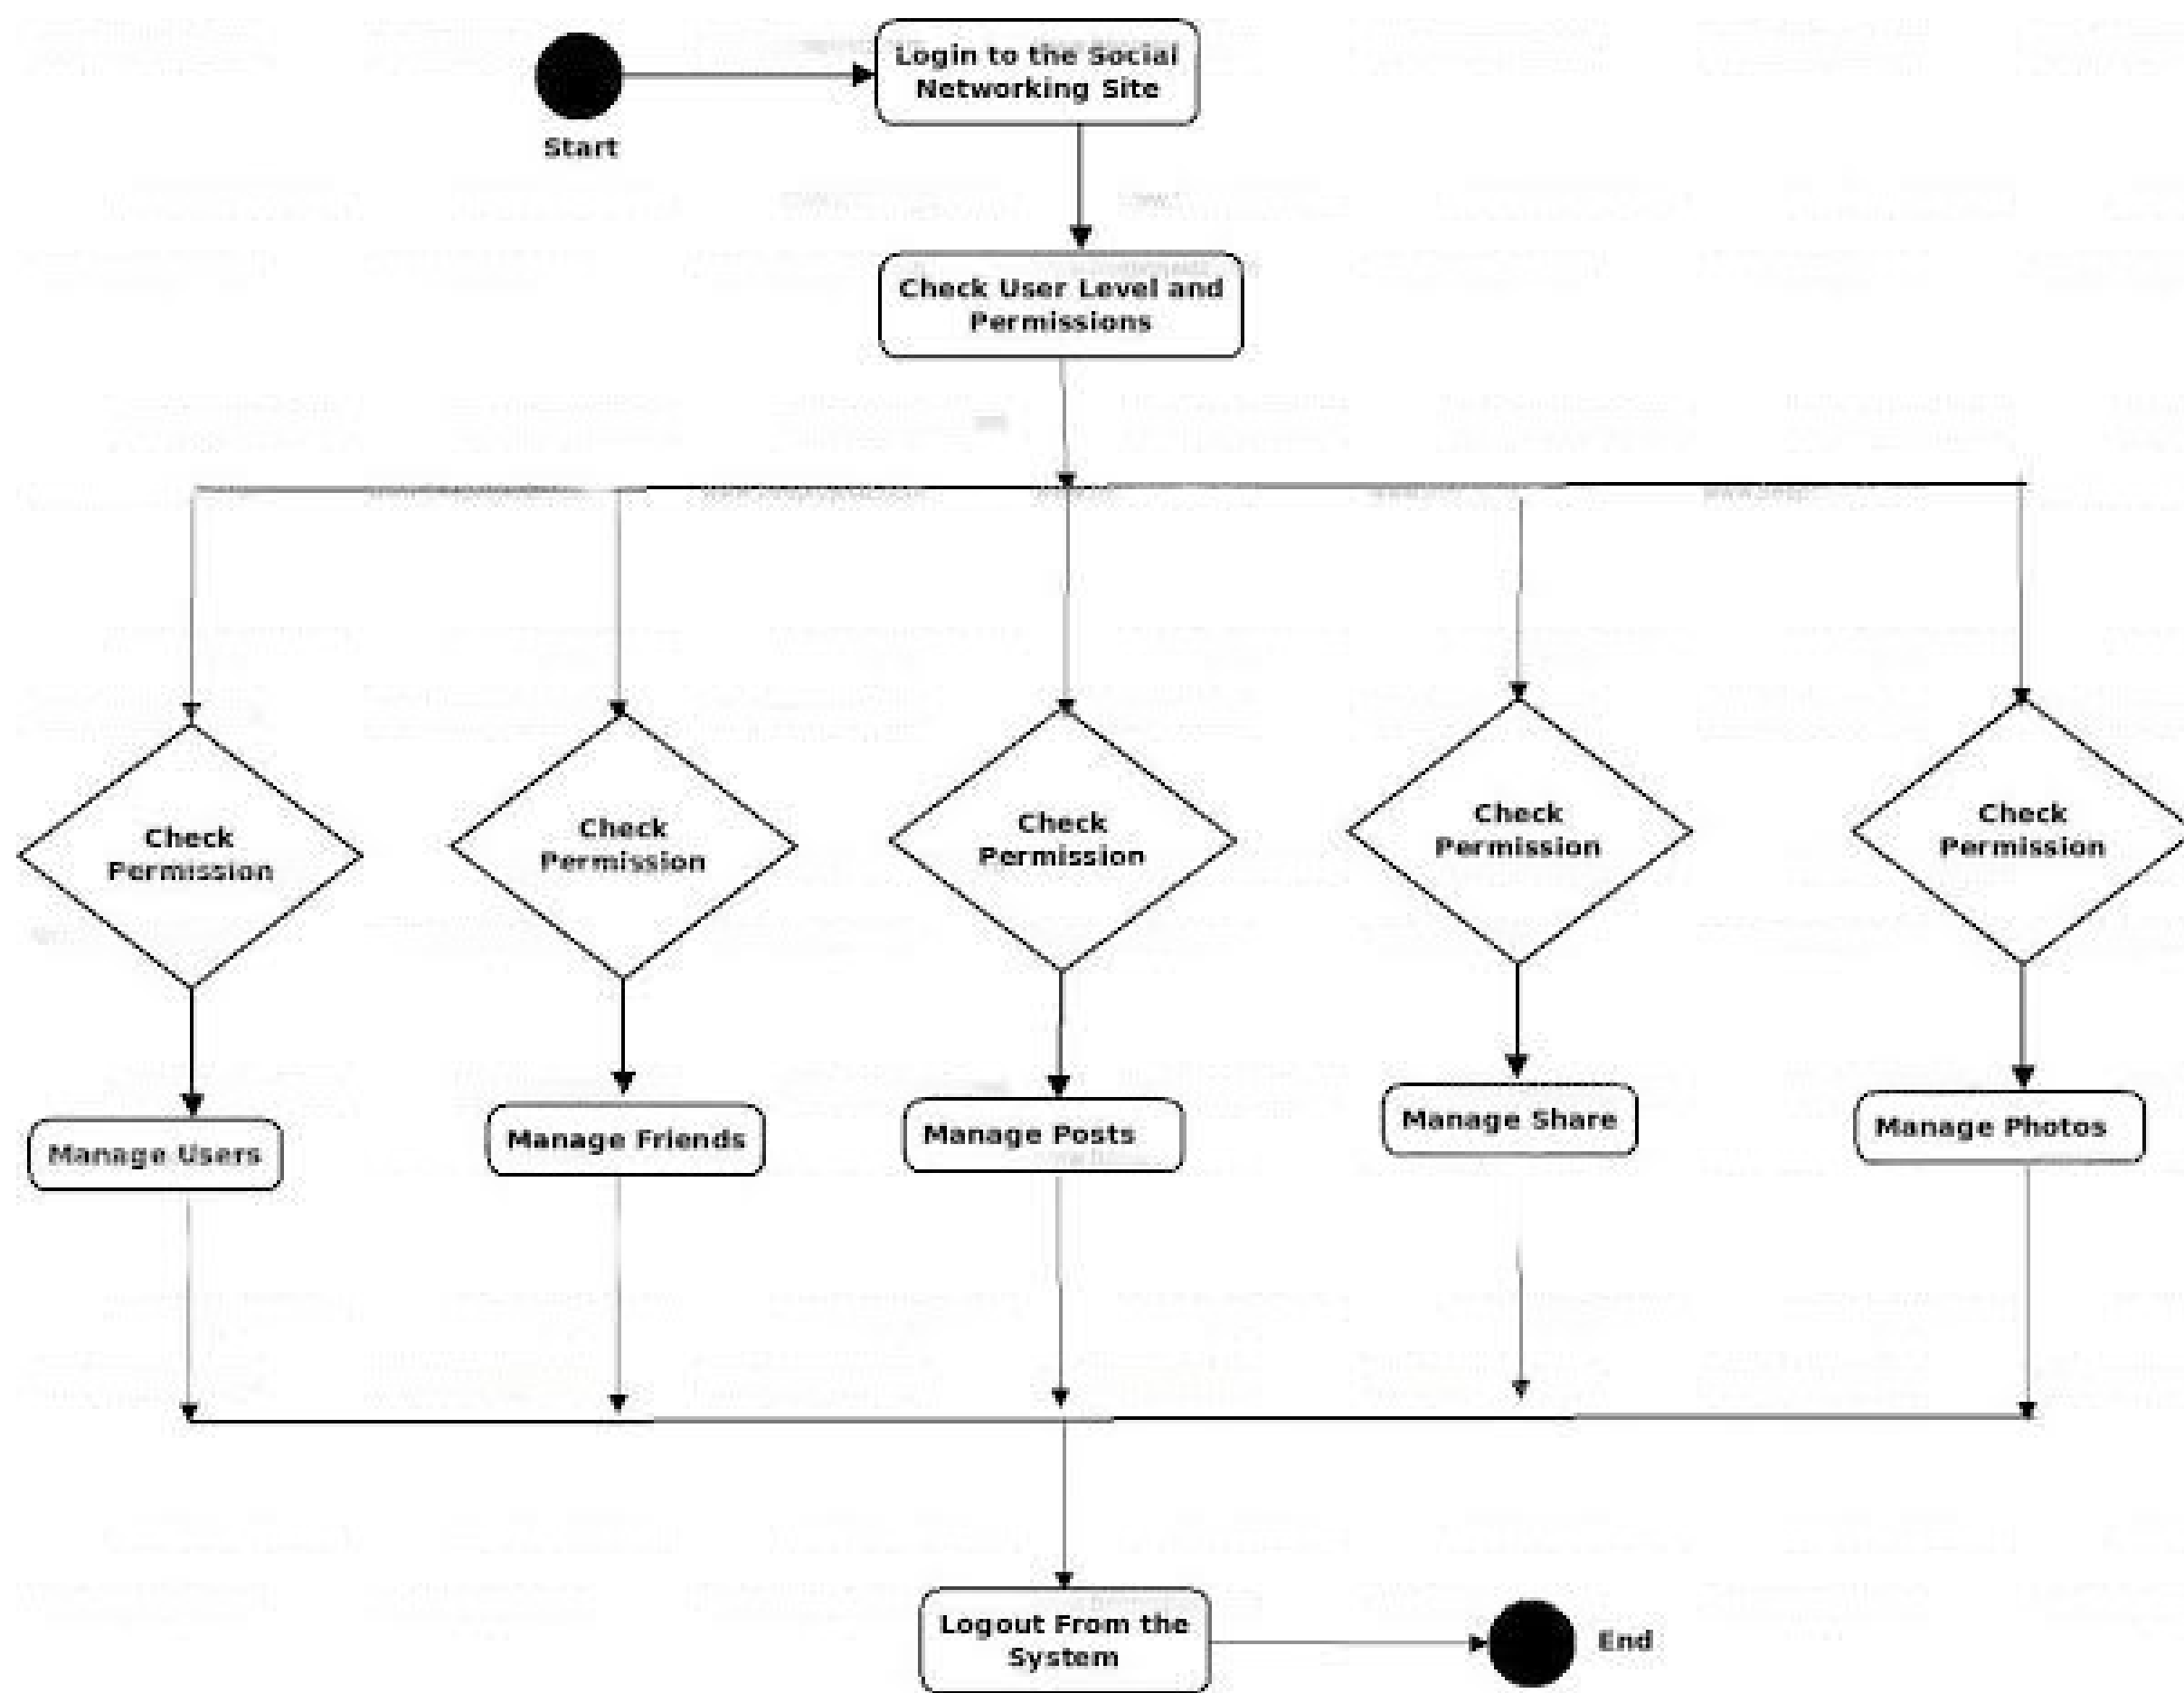 Login to the Social
Networking Site
Start
Check User Level and
Permissions
Check
Permission
Check
Permission
Check
Permission
Check
Permission
Check
Permission
Manage Users
Manage Friends
Manage Posts
Manage Share
Manage Photos
Logout From the
System
End